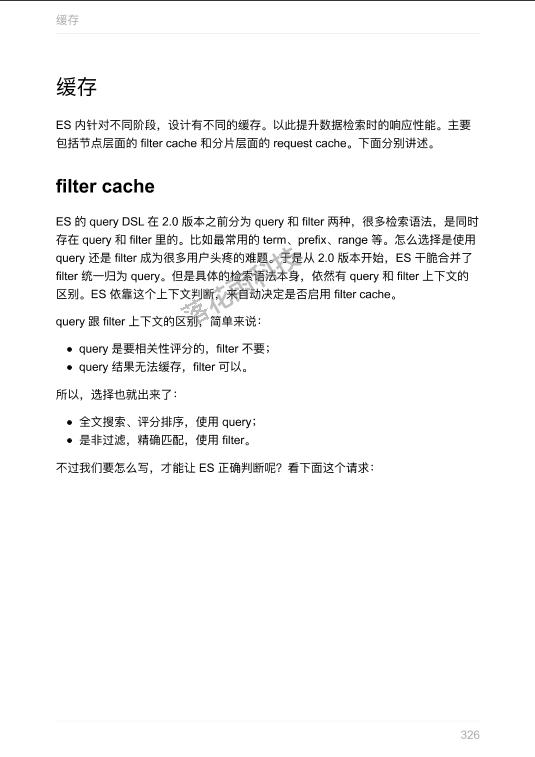 缓存
缓存
ES 内针对不同阶段，设计有不同的缓存。以此提升数据检索时的响应性能。主要
包括节点层面的 filter cache 和分片层面的 request cache。下面分别讲述。
filter cache
ES 的 query DSL 在 2.0 版本之前分为 query 和 filter 两种，很多检索语法，是同时
存在 query 和 filter 里的。比如最常用的 term、prefix、range 等。怎么选择是使用
query 还是 filter 成为很多用户头疼的难题。于是从 2.0 版本开始，ES 干脆合并了
filter 统一归为 query。但是具体的检索语法本身，依然有 query 和 filter 上下文的
区别。ES 依靠这个上下文判断，来自动决定是否启用 filter cache。
query 跟 filter 上下文的区别，简单来说：
● query 是要相关性评分的，filter 不要；
● query 结果无法缓存，filter 可以。
所以，选择也就出来了：
● 全文搜索、评分排序，使用 query；
● 是非过滤，精确匹配，使用 filter。
不过我们要怎么写，才能让 ES 正确判断呢？看下面这个请求：
落花雨科技
326